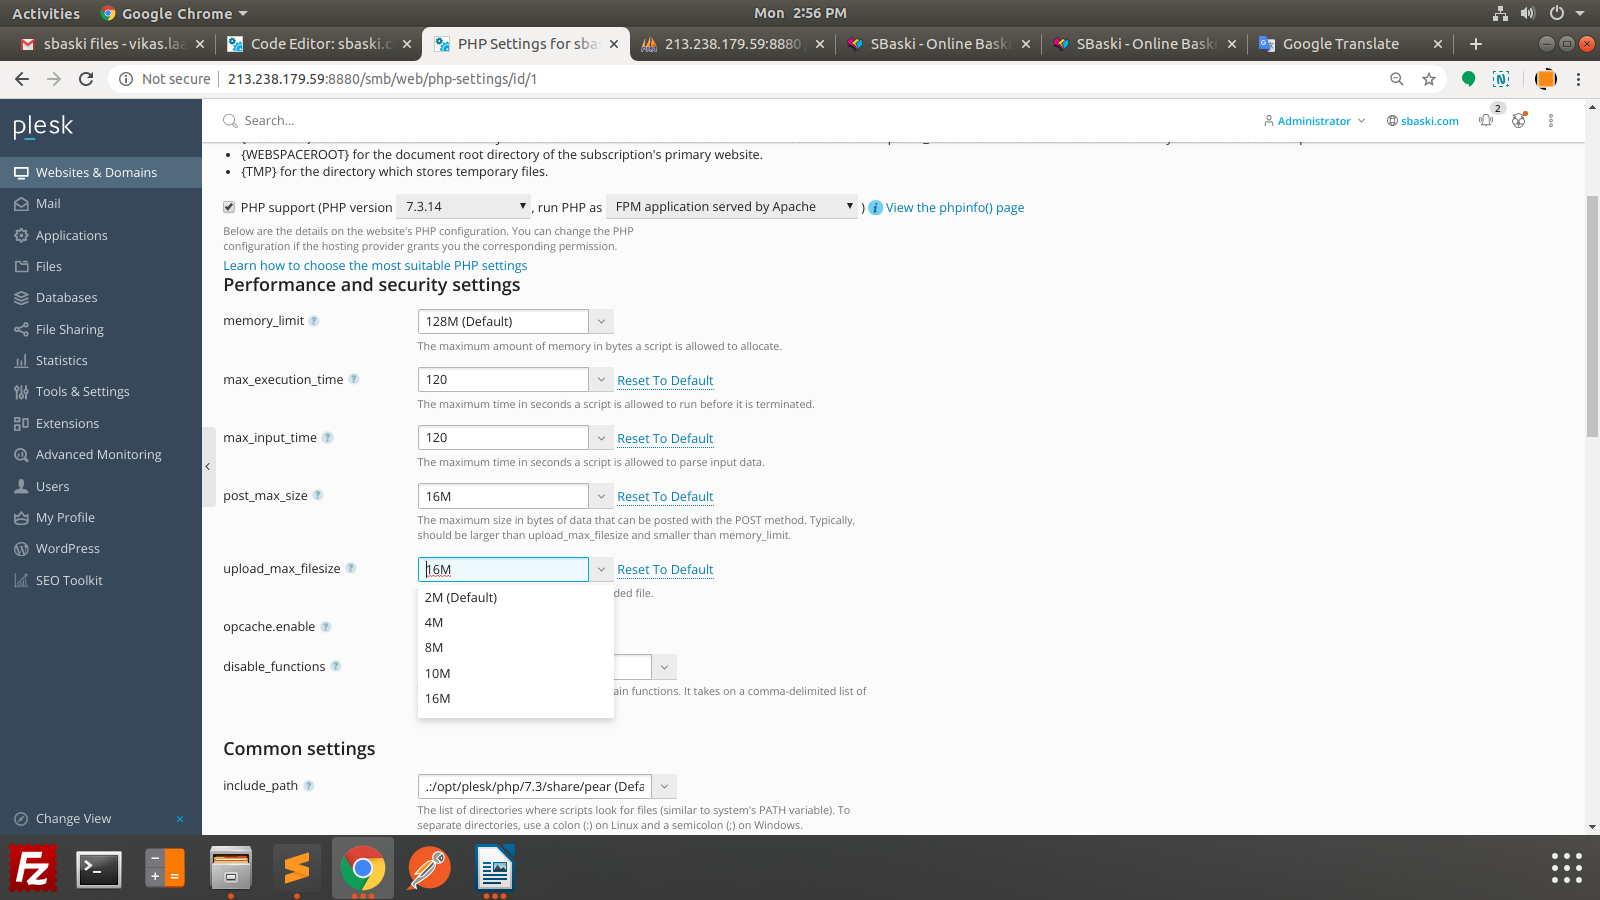 Activities Google Chrome Mon 2:56 PM
sbaski files - vikas.laa Code Editor: sbaski.c PHP Settings for sba 213.238.179.59:8880 SBaski - Online Bask SBaski - Online Bask Google Translate
Not secure 213.238.179.59:8880/smb/web/php-settings/id/1
plesk
Search...
Administrator
sbaski.com
2
Websites & Domains
Mail
Applications
Files
Databases
File Sharing
Statistics
Tools & Settings
Extensions
Advanced Monitoring
Users
My Profile
WordPress
SEO Toolkit
Change View
• {WEBSPACEROOT} for the document root directory of the subscription's primary website.
• {TMP} for the directory which stores temporary files.
PHP support (PHP version 7.3.14 , run PHP as FPM application served by Apache ) View the phpinfo() page
Below are the details on the website's PHP configuration. You can change the PHP
configuration if the hosting provider grants you the corresponding permission.
Learn how to choose the most suitable PHP settings
Performance and security settings
memory_limit ? 128M (Default)
The maximum amount of memory in bytes a script is allowed to allocate.
max_execution_time ? 120 Reset To Default
The maximum time in seconds a script is allowed to run before it is terminated.
max_input_time ? 120 Reset To Default
The maximum time in seconds a script is allowed to parse input data.
post_max_size ? 16M Reset To Default
The maximum size in bytes of data that can be posted with the POST method. Typically,
should be larger than upload_max_filesize and smaller than memory_limit.
upload_max_filesize ? 16M Reset To Default
ded file.
2M (Default)
4M
8M
10M
16M
opcache.enable ?
disable_functions ?
ain functions. It takes on a comma-delimited list of
Common settings
include_path ? .:/opt/plesk/php/7.3/share/pear (Defa
The list of directories where scripts look for files (similar to system's PATH variable). To
separate directories, use a colon (:) on Linux and a semicolon (;) on Windows.